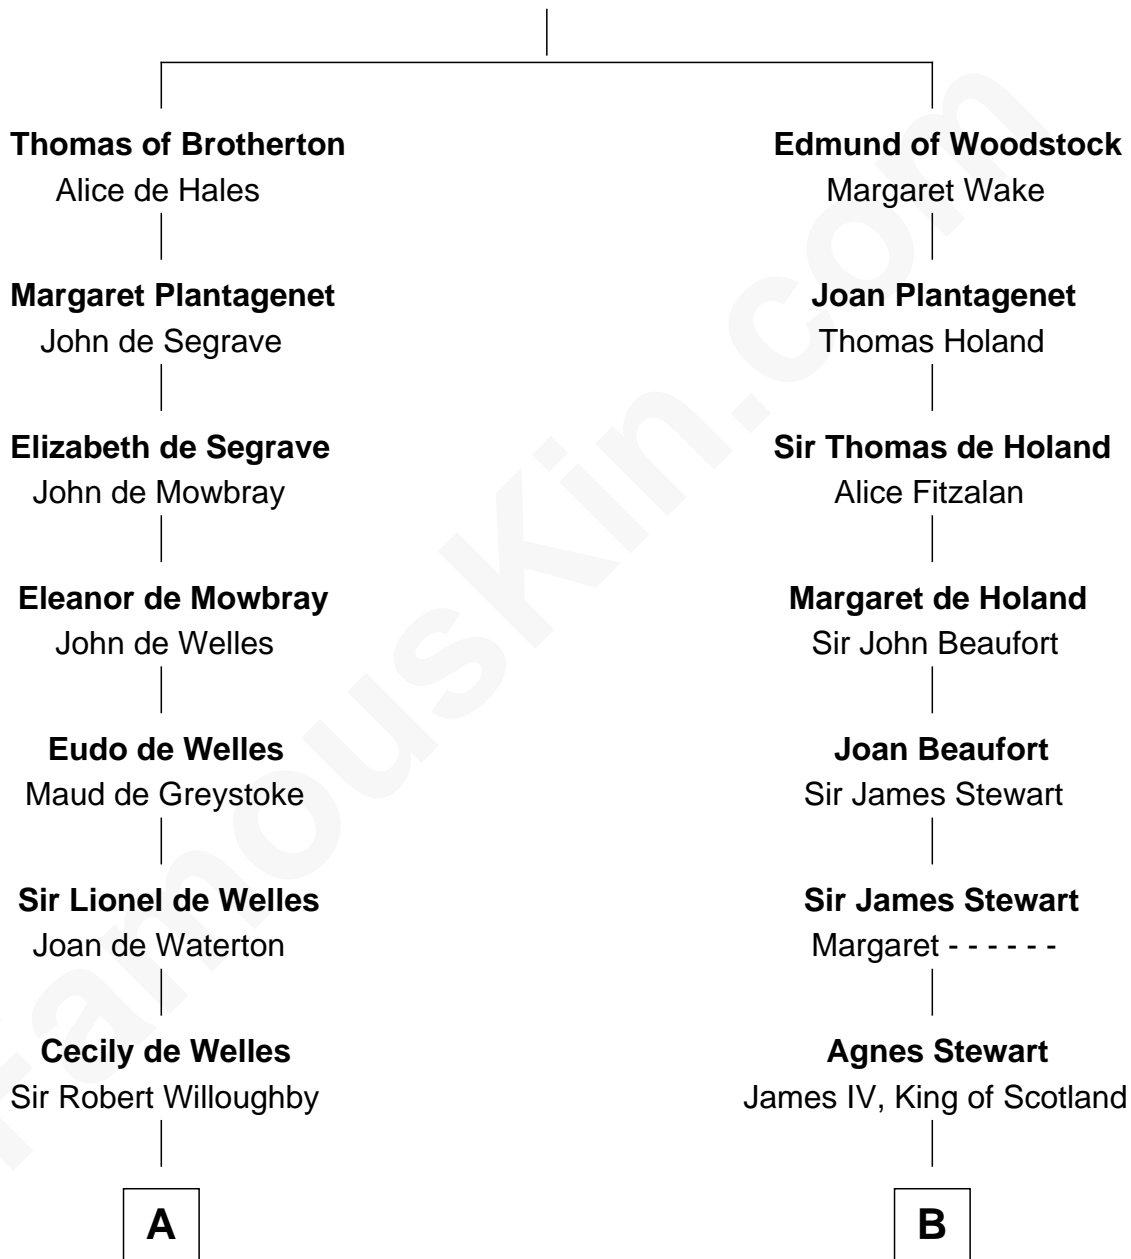 Thomas of Brotherton
Alice de Hales
Margaret Plantagenet
John de Segrave
Elizabeth de Segrave
John de Mowbray
Eleanor de Mowbray
John de Welles
Eudo de Welles
Maud de Greystoke
Sir Lionel de Welles
Joan de Waterton
Cecily de Welles
Sir Robert Willoughby
A
Edmund of Woodstock
Margaret Wake
Joan Plantagenet
Thomas Holand
Sir Thomas de Holand
Alice Fitzalan
Margaret de Holand
Sir John Beaufort
Joan Beaufort
Sir James Stewart
Sir James Stewart
Margaret - - - - - -
Agnes Stewart
James IV, King of Scotland
B
FamousKin.com